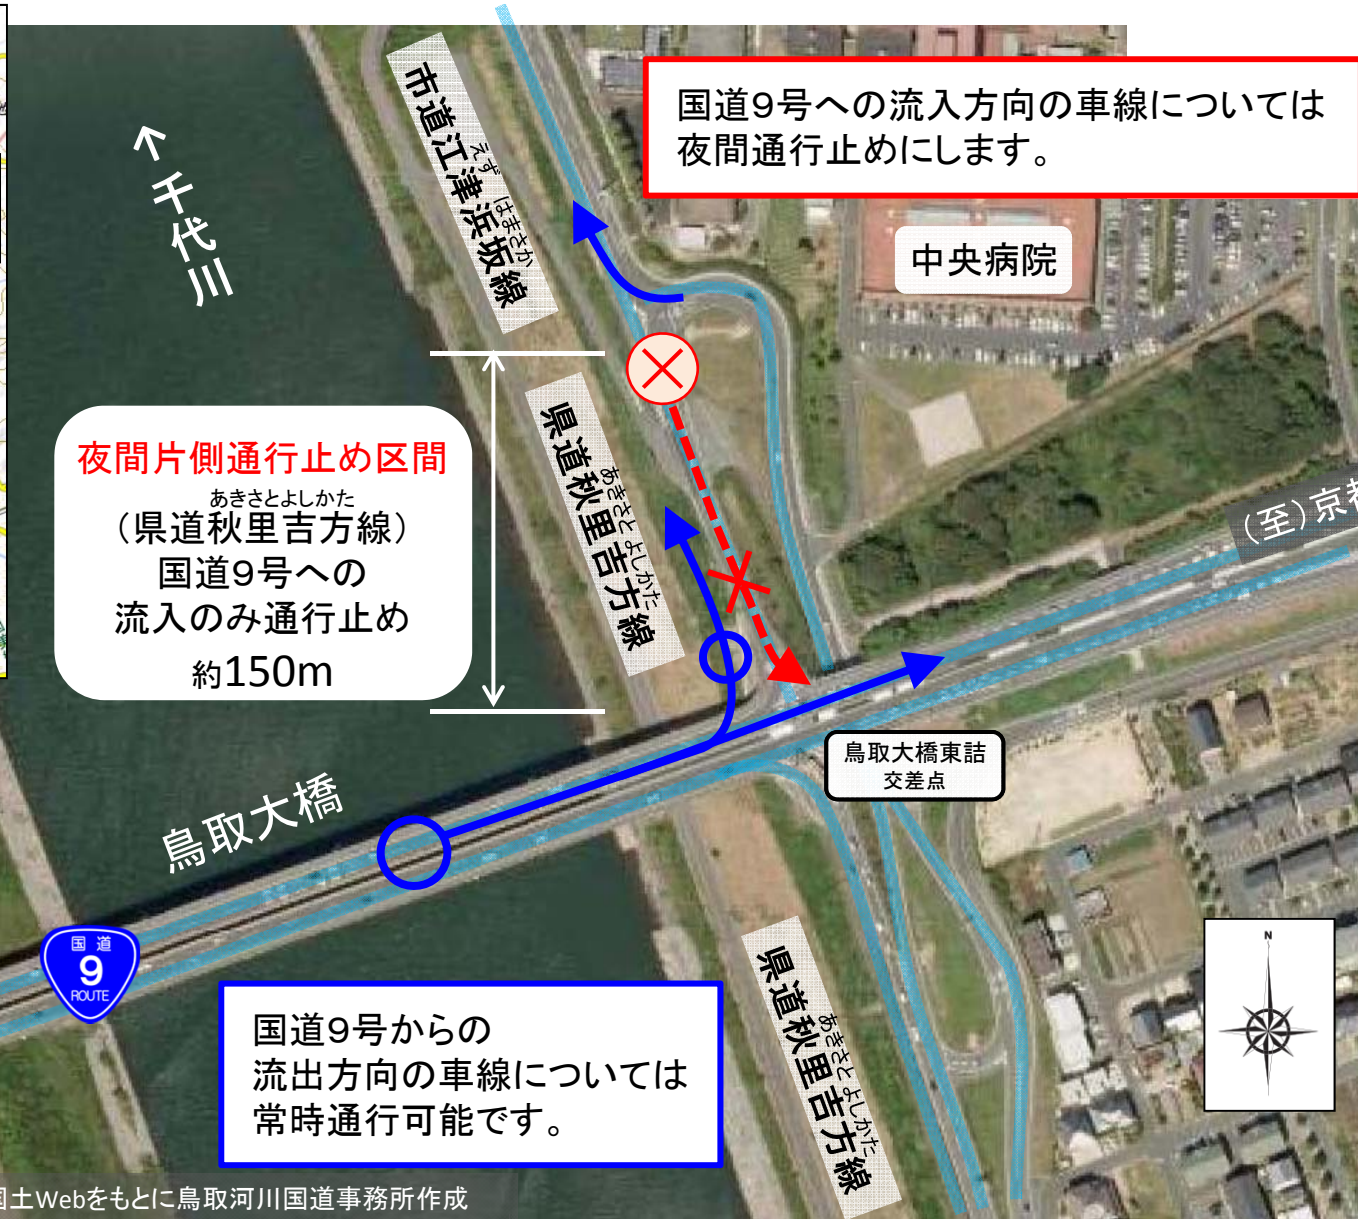 国道9号への流入方向の車線については
夜間通行止めにします。
市道江津浜坂線
えず はまさか
↑千代川
中央病院
夜間片側通行止め区間
あきさとよしかた
（県道秋里吉方線）
国道9号への
流入のみ通行止め
約150m
県道秋里吉方線
あきさと よしかた
（至）京都
鳥取大橋東詰
交差点
鳥取大橋
国道
9
ROUTE
国道9号からの
流出方向の車線については
常時通行可能です。
県道秋里吉方線
あきさと よしかた
N
国土Webをもとに鳥取河川国道事務所作成